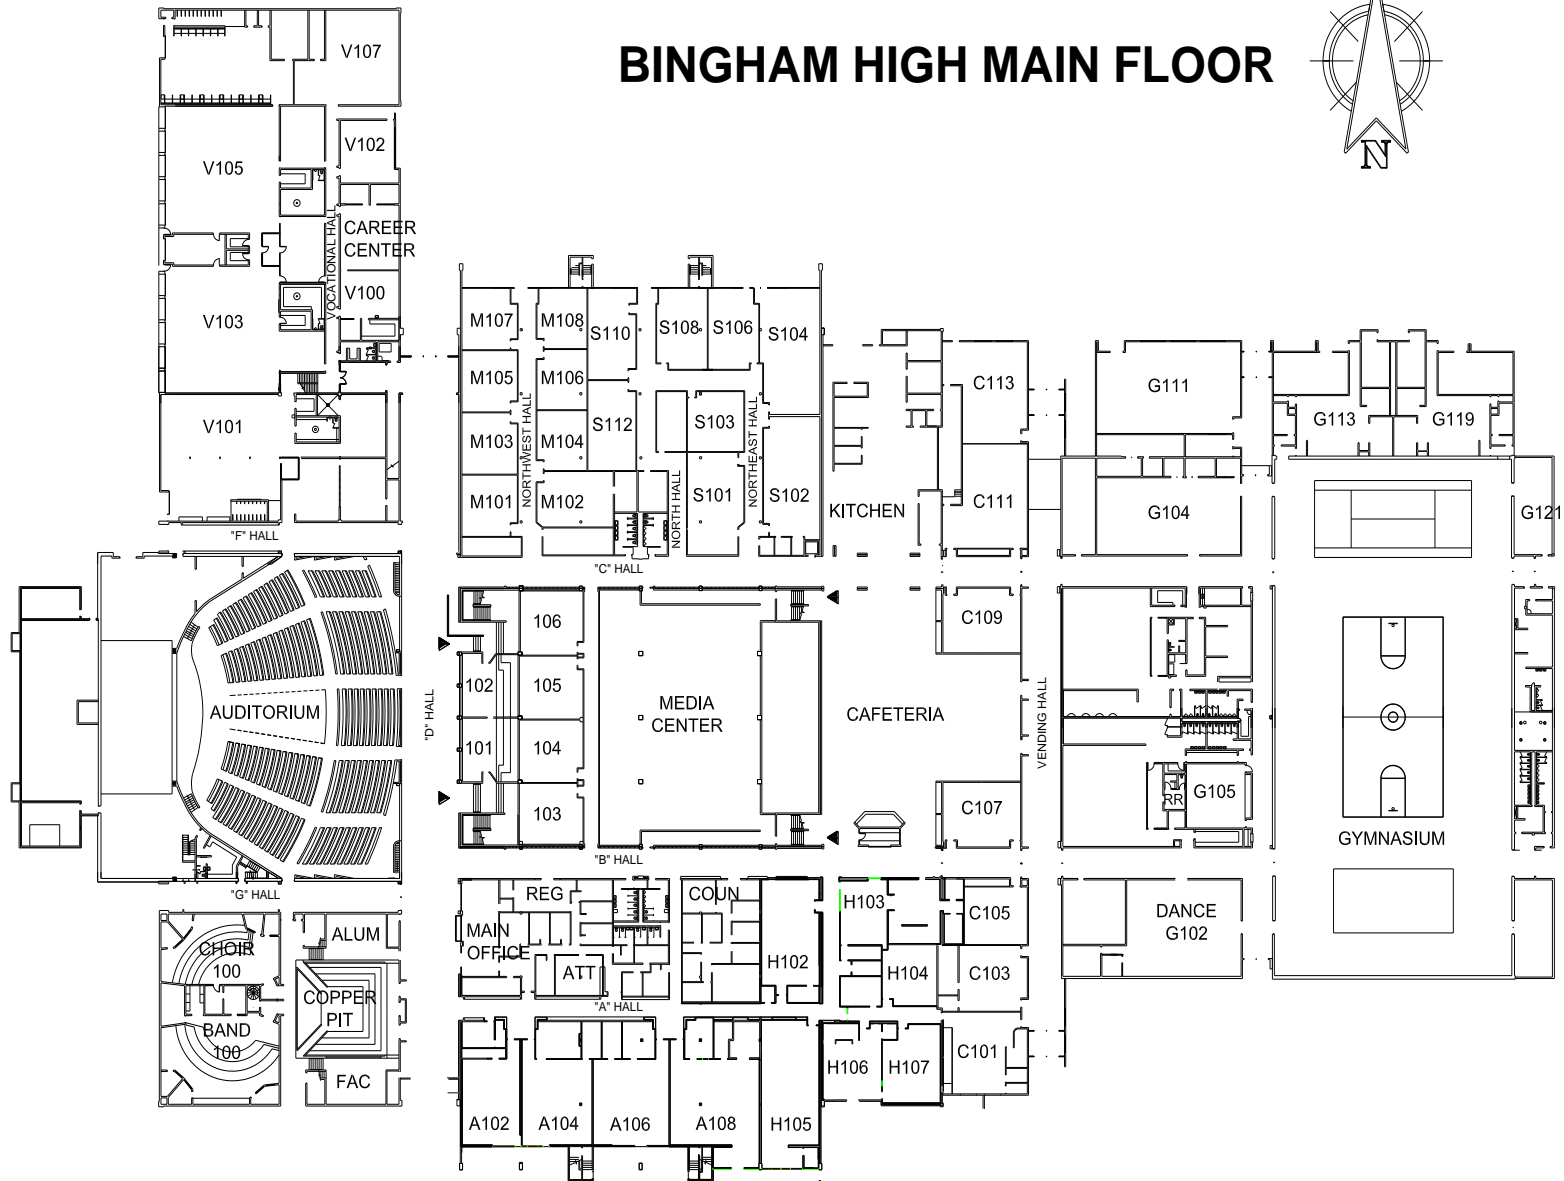 BINGHAM HIGH MAIN FLOOR
N
V107
V102
V105
CAREER
CENTER
VOCATIONAL HALL
V100
V103
V101
"F" HALL
M107
M108
S110
S108
S106
S104
M105
M106
M103
M104
S112
S103
NORTHWEST HALL
NORTHEAST HALL
M101
M102
NORTH HALL
S101
S102
KITCHEN
C113
C111
G111
G113
G119
G104
G121
"C" HALL
106
105
104
103
102
101
"D" HALL
AUDITORIUM
MEDIA
CENTER
CAFETERIA
C109
C107
VENDING HALL
RR
G105
GYMNASIUM
"B" HALL
"G" HALL
REG
MAIN
OFFICE
ATT
COUN
H102
H103
H104
C105
C103
DANCE
G102
CHOIR
100
ALUM
COPPER
PIT
BAND
100
FAC
"A" HALL
A102
A104
A106
A108
H105
H106
H107
C101